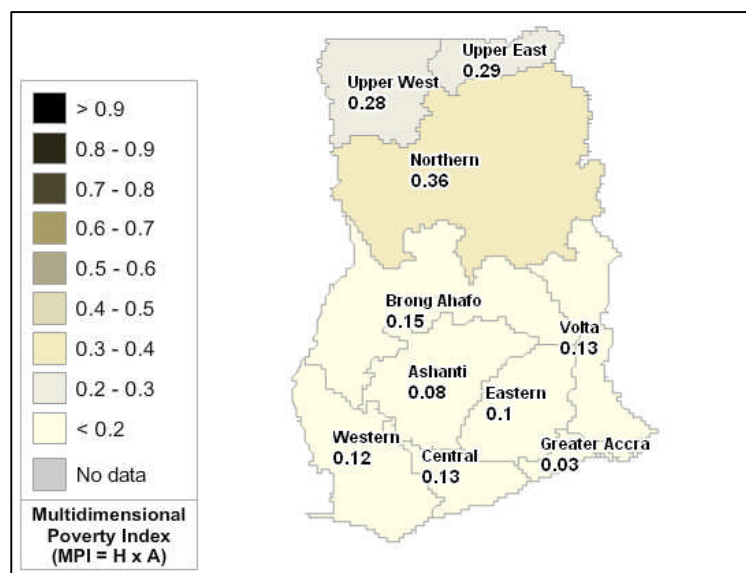 > 0.9
0.8 - 0.9
0.7 - 0.8
0.6 - 0.7
0.5 - 0.6
0.4 - 0.5
0.3 - 0.4
0.2 - 0.3
< 0.2
No data
Multidimensional
Poverty Index
(MPI = H x A)
Upper East
0.29
Upper West
0.28
Northern
0.36
Brong Ahafo
0.15
Volta
0.13
Ashanti
0.08
Eastern
0.1
Western
0.12
Central
0.13
Greater Accra
0.03